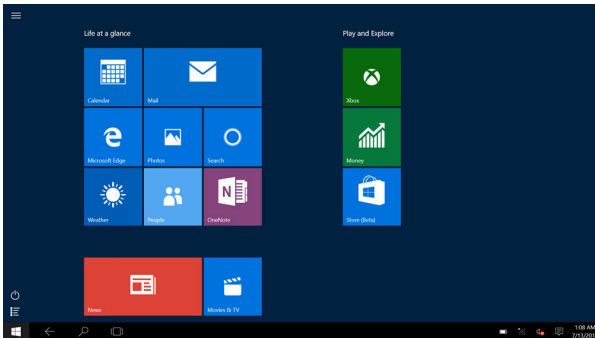 Life at a glance
Play and Explore
Calendar
Mail
Xbox
Microsoft Edge
Photos
Search
Money
Weather
People
OneNote
Store (Beta)
News
Movies & TV
1:08 AM